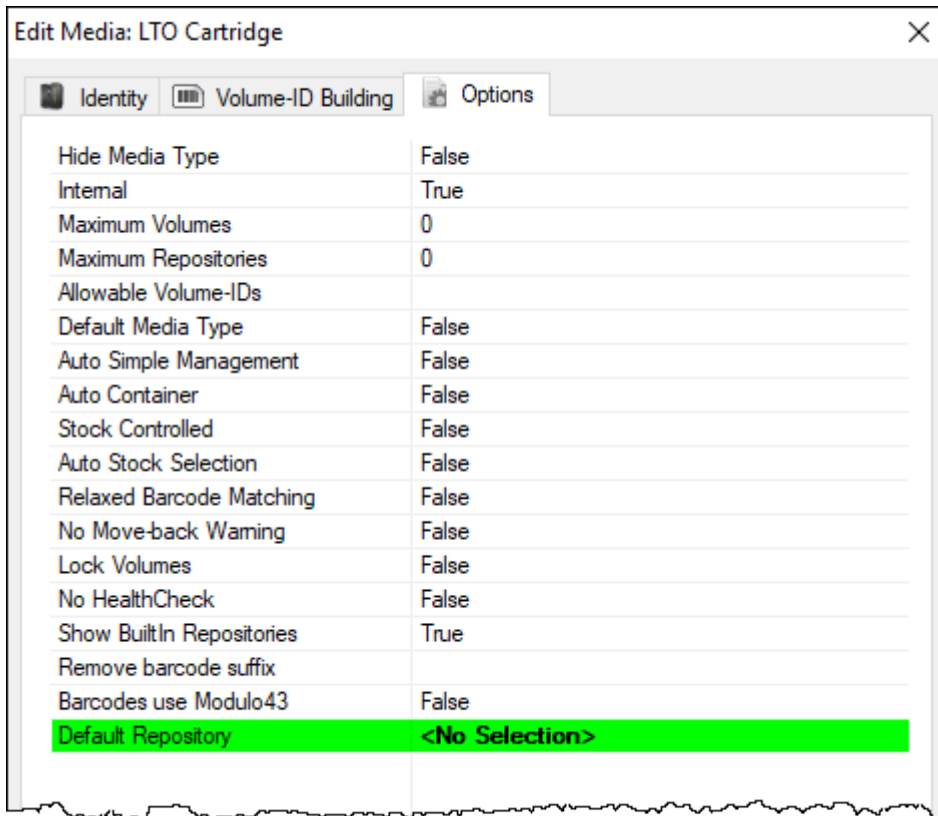 Edit Media: LTO Cartridge
Identity Volume-ID Building Options
Hide Media Type False
Internal True
Maximum Volumes 0
Maximum Repositories 0
Allowable Volume-IDs
Default Media Type False
Auto Simple Management False
Auto Container False
Stock Controlled False
Auto Stock Selection False
Relaxed Barcode Matching False
No Move-back Warning False
Lock Volumes False
No HealthCheck False
Show BuiltIn Repositories True
Remove barcode suffix
Barcodes use Modulo43 False
Default Repository <No Selection>